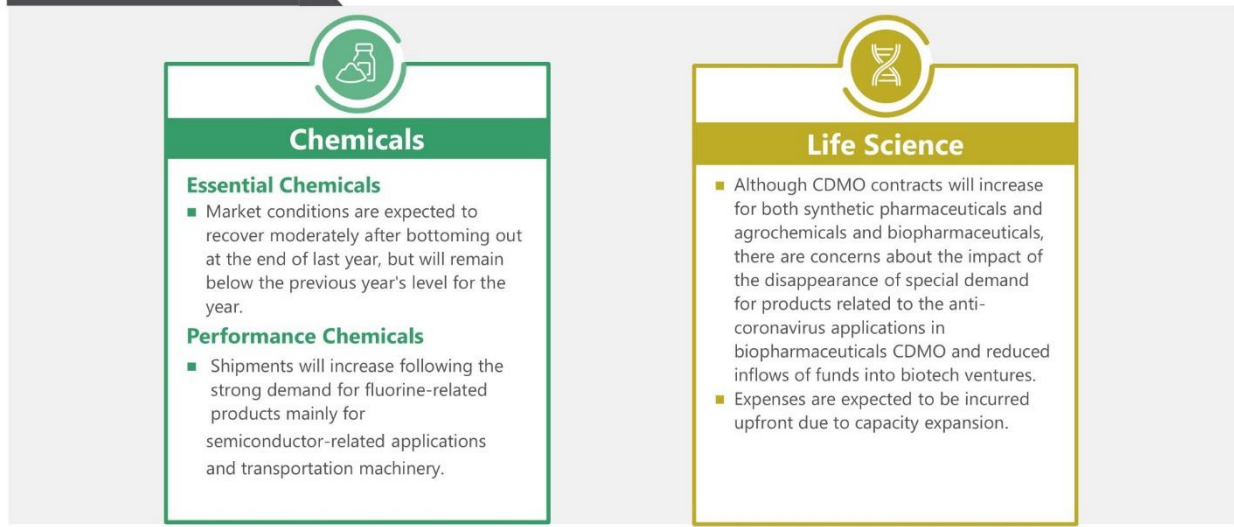 Chemicals
Essential Chemicals
■ Market conditions are expected to
recover moderately after bottoming out
at the end of last year, but will remain
below the previous year's level for the
year.
Performance Chemicals
■ Shipments will increase following the
strong demand for fluorine-related
products mainly for
semiconductor-related applications
and transportation machinery.
Life Science
■ Although CDMO contracts will increase
for both synthetic pharmaceuticals and
agrochemicals and biopharmaceuticals,
there are concerns about the impact of
the disappearance of special demand
for products related to the anti-
coronavirus applications in
biopharmaceuticals CDMO and reduced
inflows of funds into biotech ventures.
■ Expenses are expected to be incurred
upfront due to capacity expansion.